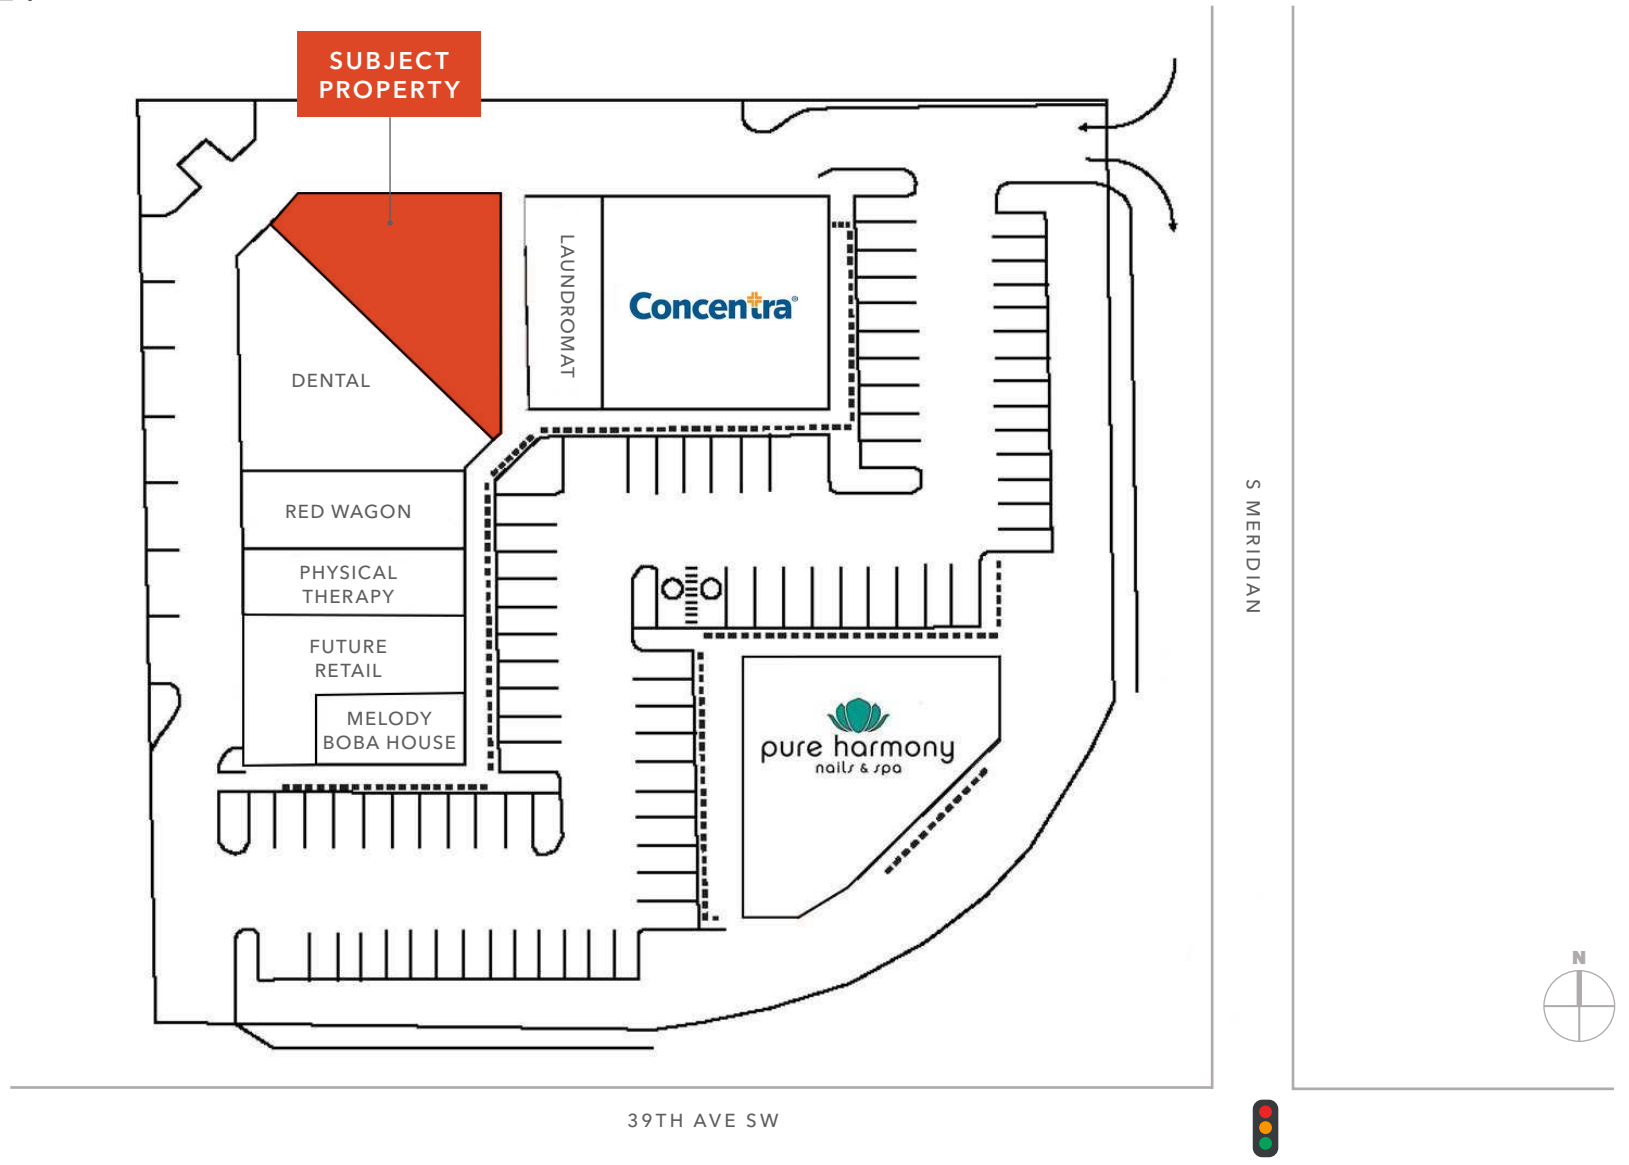 SUBJECT
PROPERTY
LAUNDROMAT
Concentra®
DENTAL
RED WAGON
PHYSICAL
THERAPY
FUTURE
RETAIL
MELODY
BOBA HOUSE
pure harmony
nails & spa
S MERIDIAN
N
39TH AVE SW